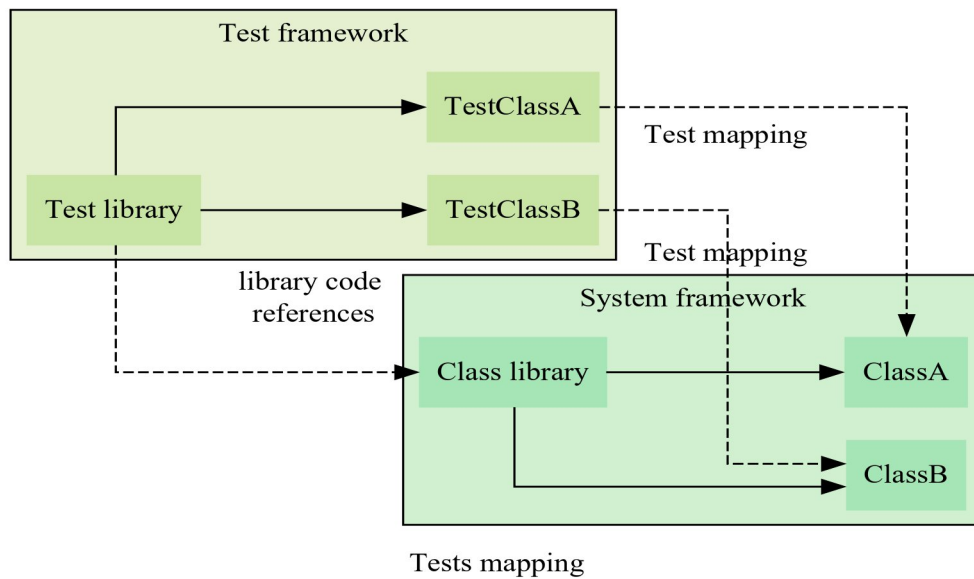 Test framework
TestClassA
Test mapping
Test library
TestClassB
Test mapping
library code
references
System framework
Class library
ClassA
ClassB
Tests mapping